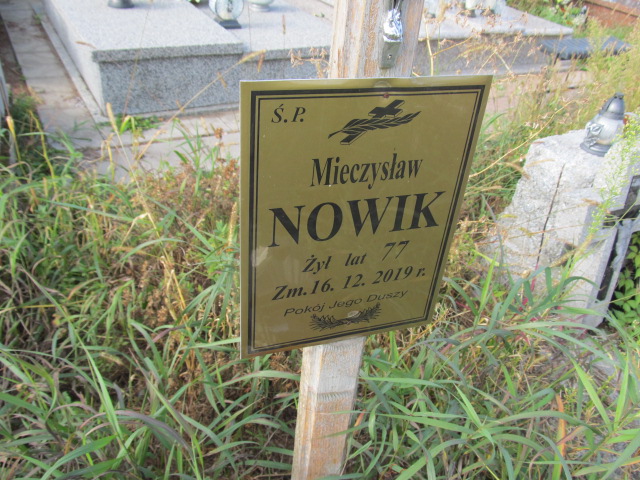 Ś.P.
Mieczysław
NOWIK
Żył lat 77
Zm. 16. 12. 2019 r.
Pokój Jego Duszy